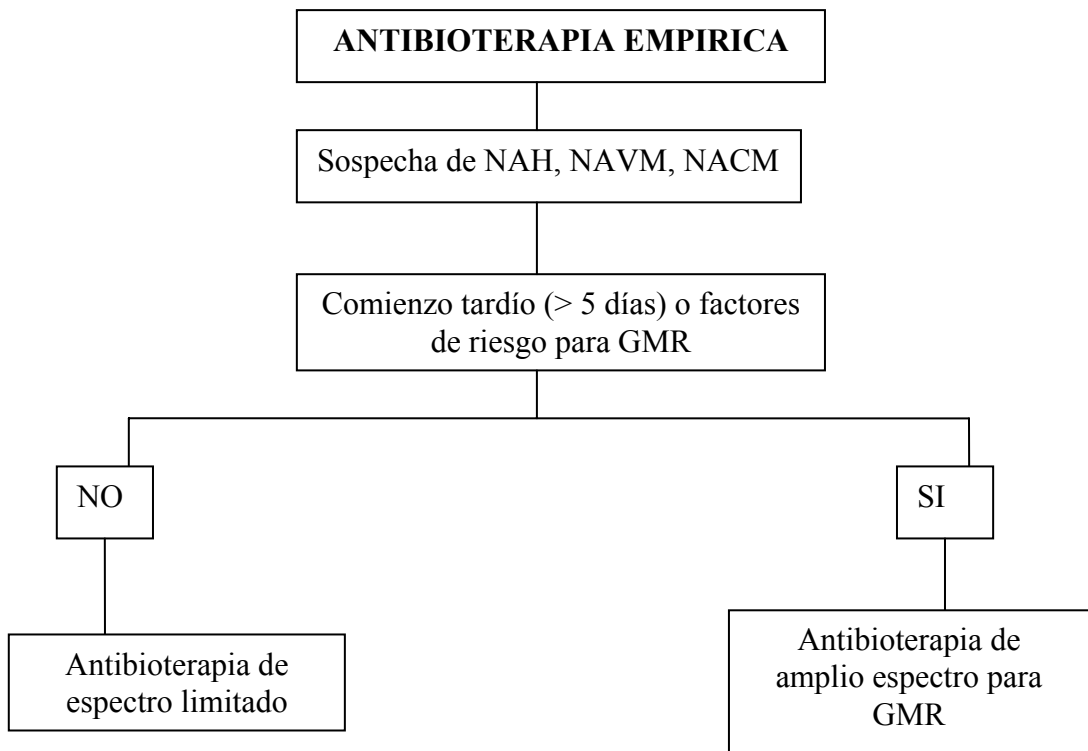 ANTIBIOTERAPIA EMPIRICA
Sospecha de NAH, NAVM, NACM
Comienzo tardío (> 5 días) o factores
de riesgo para GMR
NO
SI
Antibioterapia de
espectro limitado
Antibioterapia de
amplio espectro para
GMR